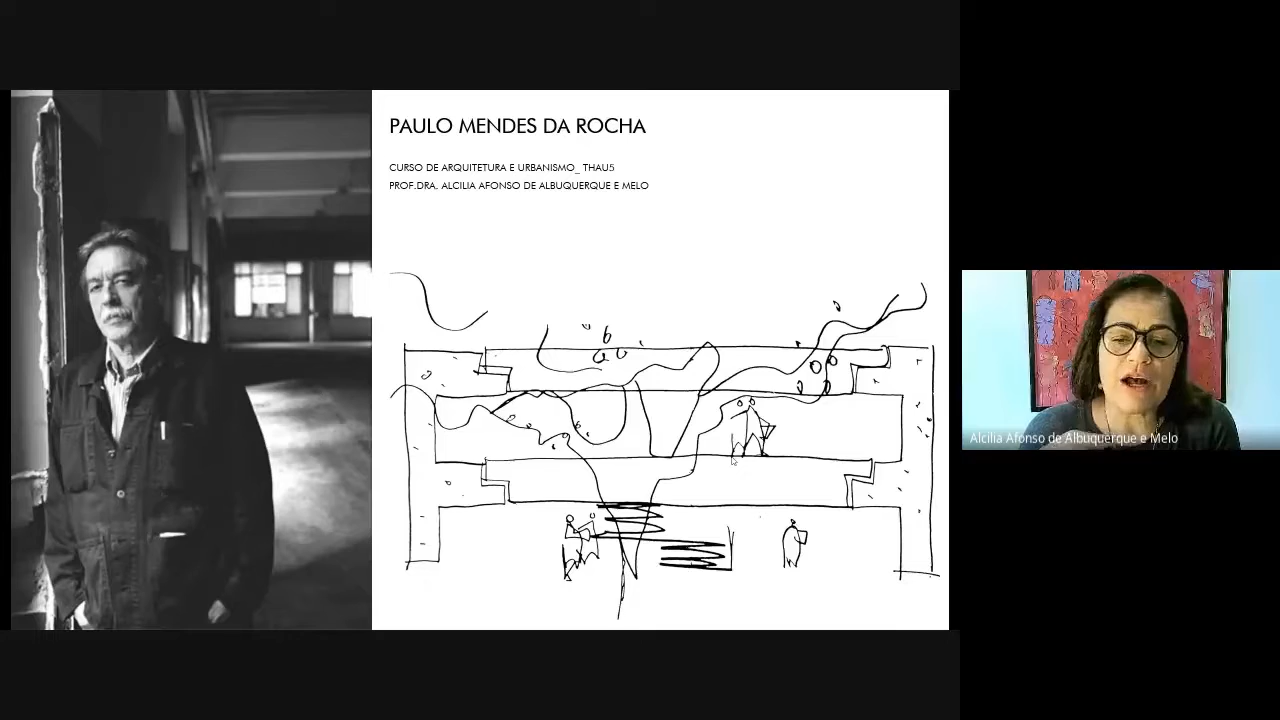 PAULO MENDES DA ROCHA
CURSO DE ARQUITETURA E URBANISMO_ THAU5
PROF.DRA. ALCILIA AFONSO DE ALBUQUERQUE E MELO
Alcilia Afonso de Albuquerque e Melo